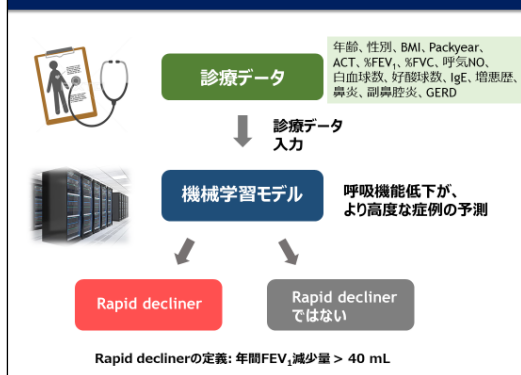 診療データ
年齢、性別、BMI、Packyear、
ACT、%FEV₁、%FVC、呼気NO、
白血球数、好酸球数、IgE、増悪歴、
鼻炎、副鼻腔炎、GERD
診療データ
入力
機械学習モデル
呼吸機能低下が、
より高度な症例の予測
Rapid decliner
Rapid decliner
ではない
Rapid declinerの定義: 年間FEV₁減少量 > 40 mL